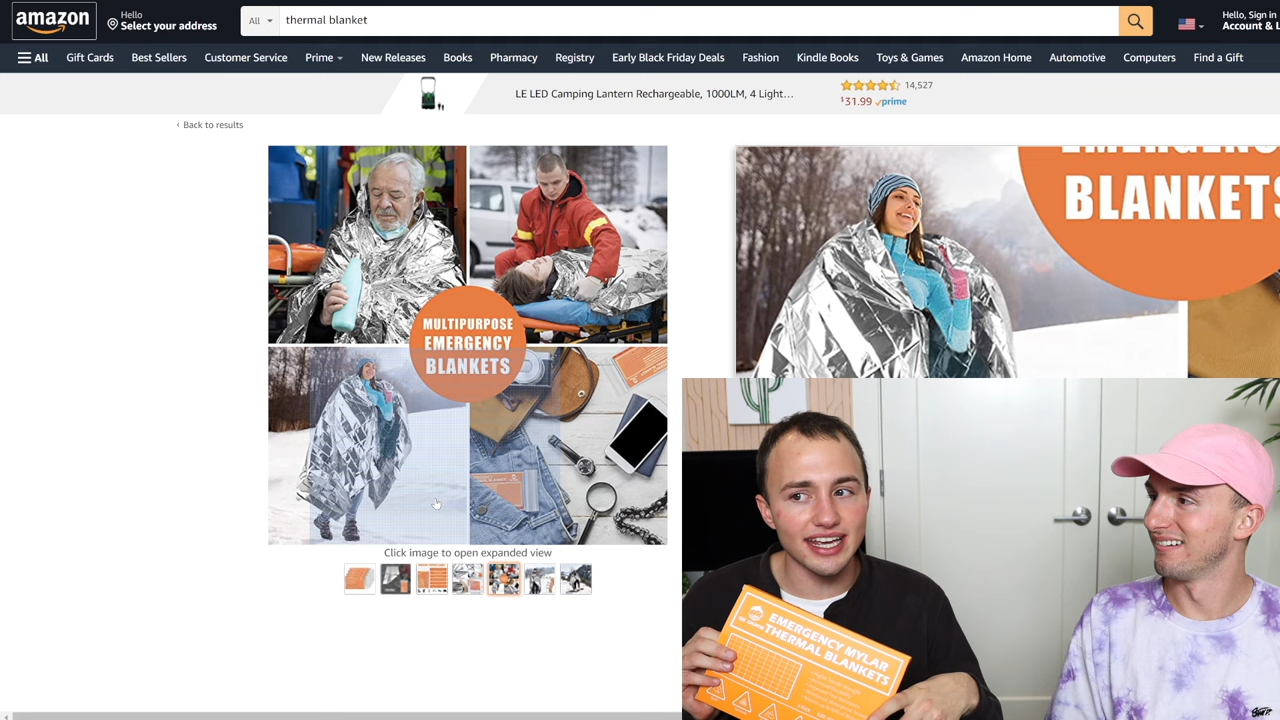 amazon
Hello
Select your address
All
thermal blanket
Hello, Sign in
Account &
All
Gift Cards
Best Sellers
Customer Service
Prime
New Releases
Books
Pharmacy
Registry
Early Black Friday Deals
Fashion
Kindle Books
Toys & Games
Amazon Home
Automotive
Computers
Find a Gift
LE LED Camping Lantern Rechargeable, 1000LM, 4 Light…
14,527
$31.99 prime
‹ Back to results
MULTIPURPOSE
EMERGENCY
BLANKETS
BLANKETS
Click image to open expanded view
EMERGENCY MYLAR
THERMAL BLANKETS